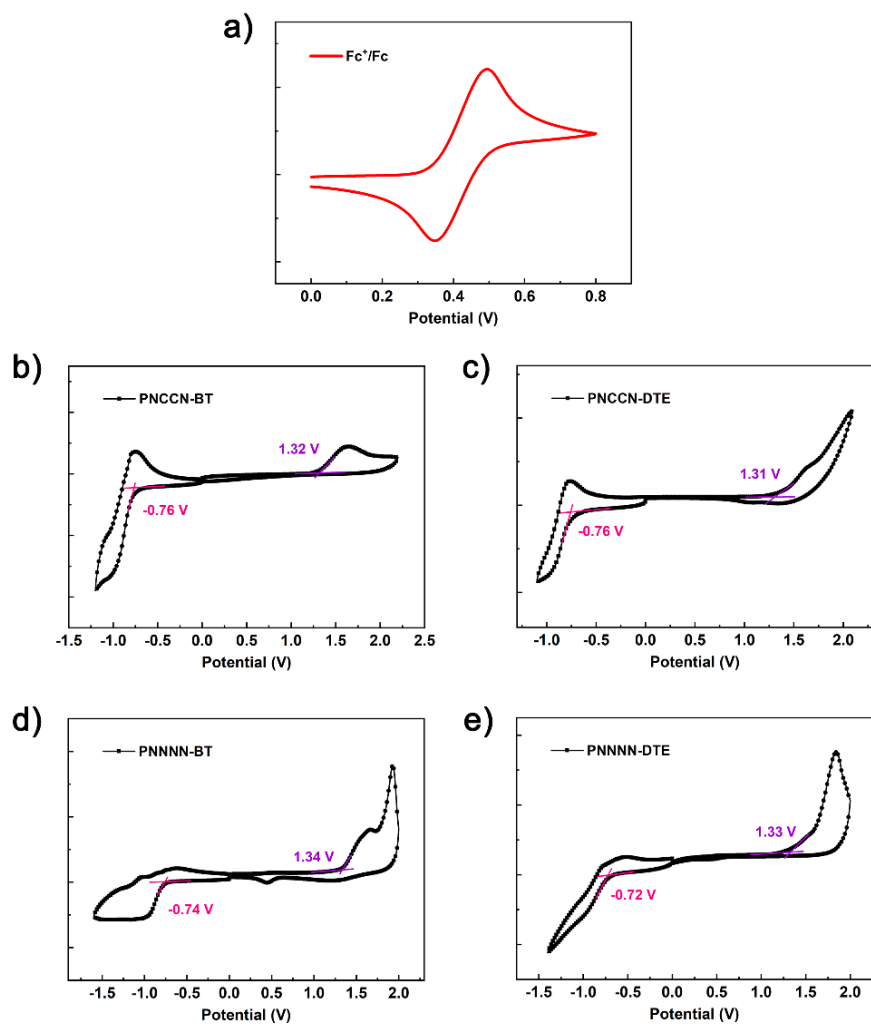 a)
Fc⁺/Fc
0.0 0.2 0.4 0.6 0.8
Potential (V)
b)
PNCCN-BT
1.32 V
-0.76 V
-1.5 -1.0 -0.5 0.0 0.5 1.0 1.5 2.0 2.5
Potential (V)
c)
PNCCN-DTE
1.31 V
-0.76 V
-1.0 -0.5 0.0 0.5 1.0 1.5 2.0
Potential (V)
d)
PNNNN-BT
1.34 V
-0.74 V
-1.5 -1.0 -0.5 0.0 0.5 1.0 1.5 2.0
Potential (V)
e)
PNNNN-DTE
1.33 V
-0.72 V
-1.5 -1.0 -0.5 0.0 0.5 1.0 1.5 2.0
Potential (V)